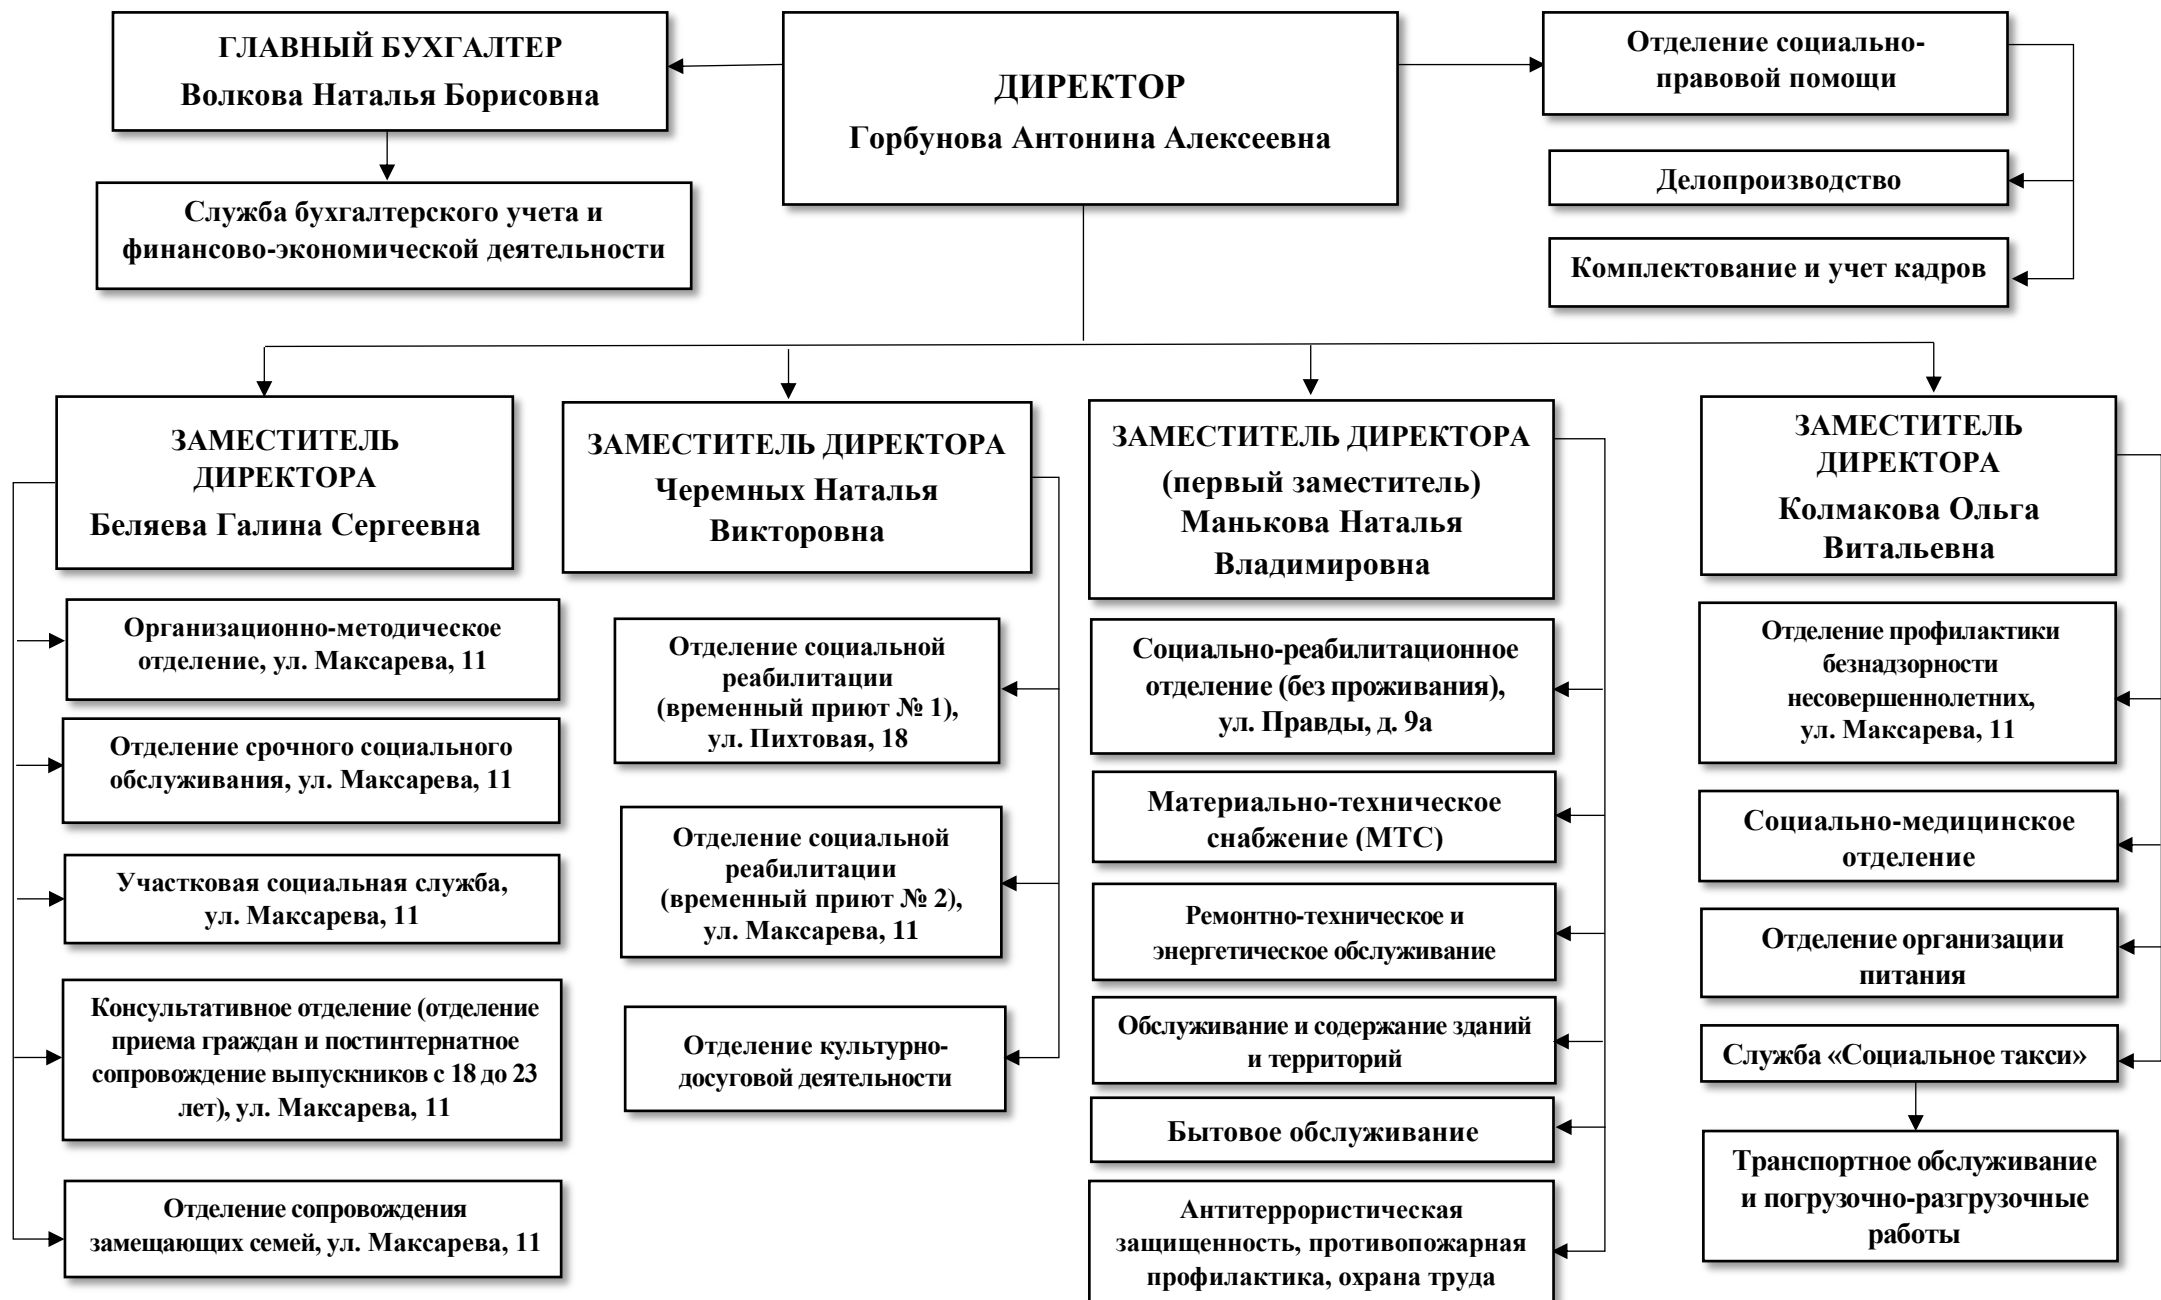 ГЛАВНЫЙ БУХГАЛТЕР
Волкова Наталья Борисовна
ДИРЕКТОР
Горбунова Антонина Алексеевна
Отделение социально-
правовой помощи
Делопроизводство
Комплектование и учет кадров
Служба бухгалтерского учета и
финансово-экономической деятельности
ЗАМЕСТИТЕЛЬ
ДИРЕКТОРА
Беляева Галина Сергеевна
Организационно-методическое
отделение, ул. Максарева, 11
Отделение срочного социального
обслуживания, ул. Максарева, 11
Участковая социальная служба,
ул. Максарева, 11
Консультативное отделение (отделение
приема граждан и постинтернатное
сопровождение выпускников с 18 до 23
лет), ул. Максарева, 11
Отделение сопровождения
замещающих семей, ул. Максарева, 11
ЗАМЕСТИТЕЛЬ ДИРЕКТОРА
Черемных Наталья
Викторовна
Отделение социальной
реабилитации
(временный приют № 1),
ул. Пихтовая, 18
Отделение социальной
реабилитации
(временный приют № 2),
ул. Максарева, 11
Отделение культурно-
досуговой деятельности
ЗАМЕСТИТЕЛЬ ДИРЕКТОРА
(первый заместитель)
Манькова Наталья
Владимировна
Социально-реабилитационное
отделение (без проживания),
ул. Правды, д. 9а
Материально-техническое
снабжение (МТС)
Ремонтно-техническое и
энергетическое обслуживание
Обслуживание и содержание зданий
и территорий
Бытовое обслуживание
Антитеррористическая
защищенность, противопожарная
профилактика, охрана труда
ЗАМЕСТИТЕЛЬ
ДИРЕКТОРА
Колмакова Ольга
Витальевна
Отделение профилактики
безнадзорности
несовершеннолетних,
ул. Максарева, 11
Социально-медицинское
отделение
Отделение организации
питания
Служба «Социальное такси»
Транспортное обслуживание
и погрузочно-разгрузочные
работы